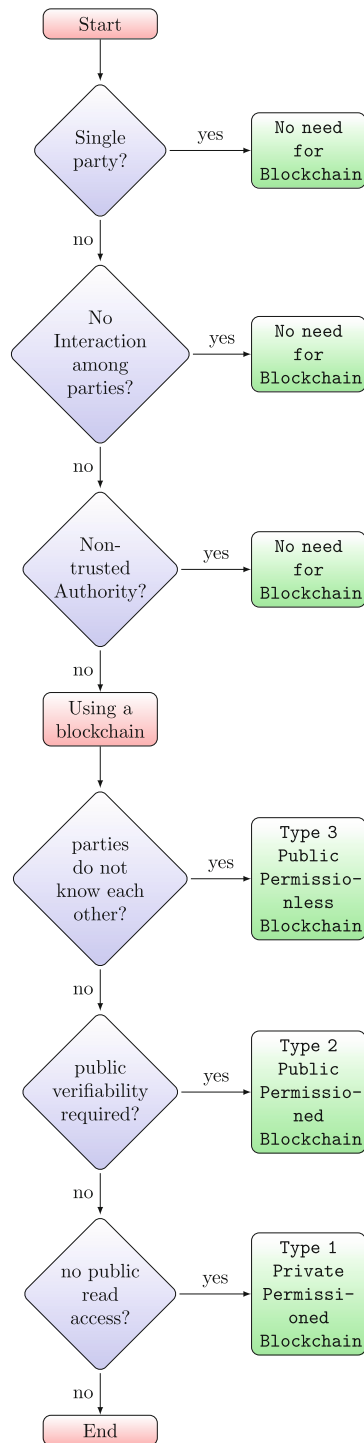 Start
Single
party?
yes
No need
for
Blockchain
no
No
Interaction
among
parties?
yes
No need
for
Blockchain
no
Non-
trusted
Authority?
yes
No need
for
Blockchain
no
Using a
blockchain
parties
do not
know each
other?
yes
Type 3
Public
Permissio-
nless
Blockchain
no
public
verifiability
required?
yes
Type 2
Public
Permissio-
ned
Blockchain
no
no public
read
access?
yes
Type 1
Private
Permissi-
oned
Blockchain
no
End